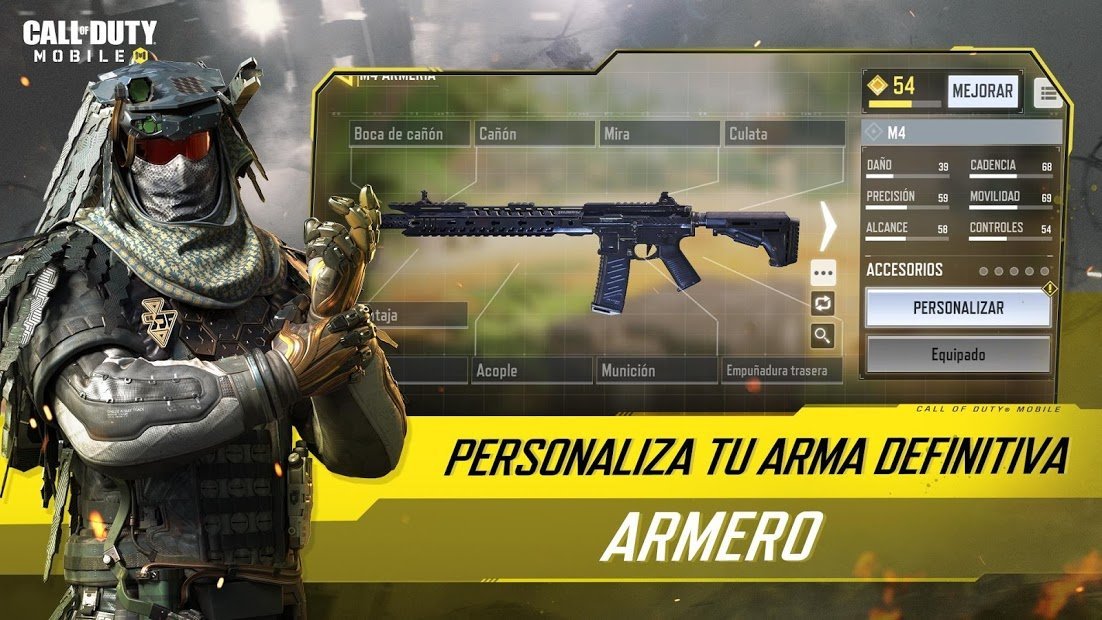 CALL OF DUTY
MOBILE
M4 ARMERÍA
54
MEJORAR
Boca de cañón
Cañón
Mira
Culata
M4
DAÑO 39
CADENCIA 68
PRECISIÓN 59
MOVILIDAD 69
ALCANCE 58
CONTROLES 54
ACCESORIOS
PERSONALIZAR
Equipado
Acople
Munición
Empuñadura trasera
CALL OF DUTY® MOBILE
PERSONALIZA TU ARMA DEFINITIVA
ARMERO